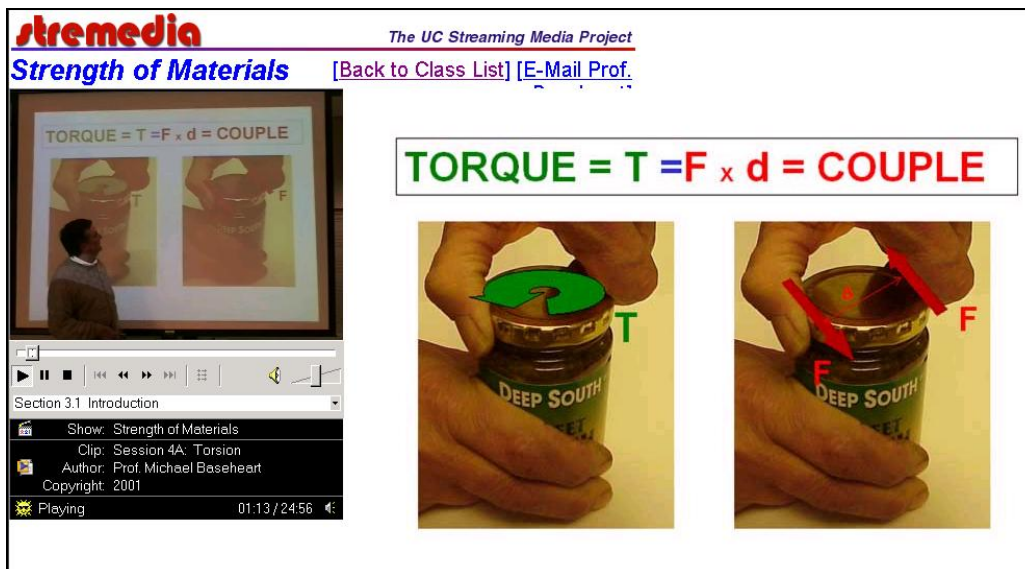 stremedia
The UC Streaming Media Project
Strength of Materials
[Back to Class List] [E-Mail Prof.
TORQUE = T =F x d = COUPLE
T
F
TORQUE = T =F x d = COUPLE
T
F
F
d
DEEP SOUTH
DEEP SOUTH
Section 3.1 Introduction
Show: Strength of Materials
Clip: Session 4A: Torsion
Author: Prof. Michael Baseheart
Copyright: 2001
Playing 01:13 / 24:56